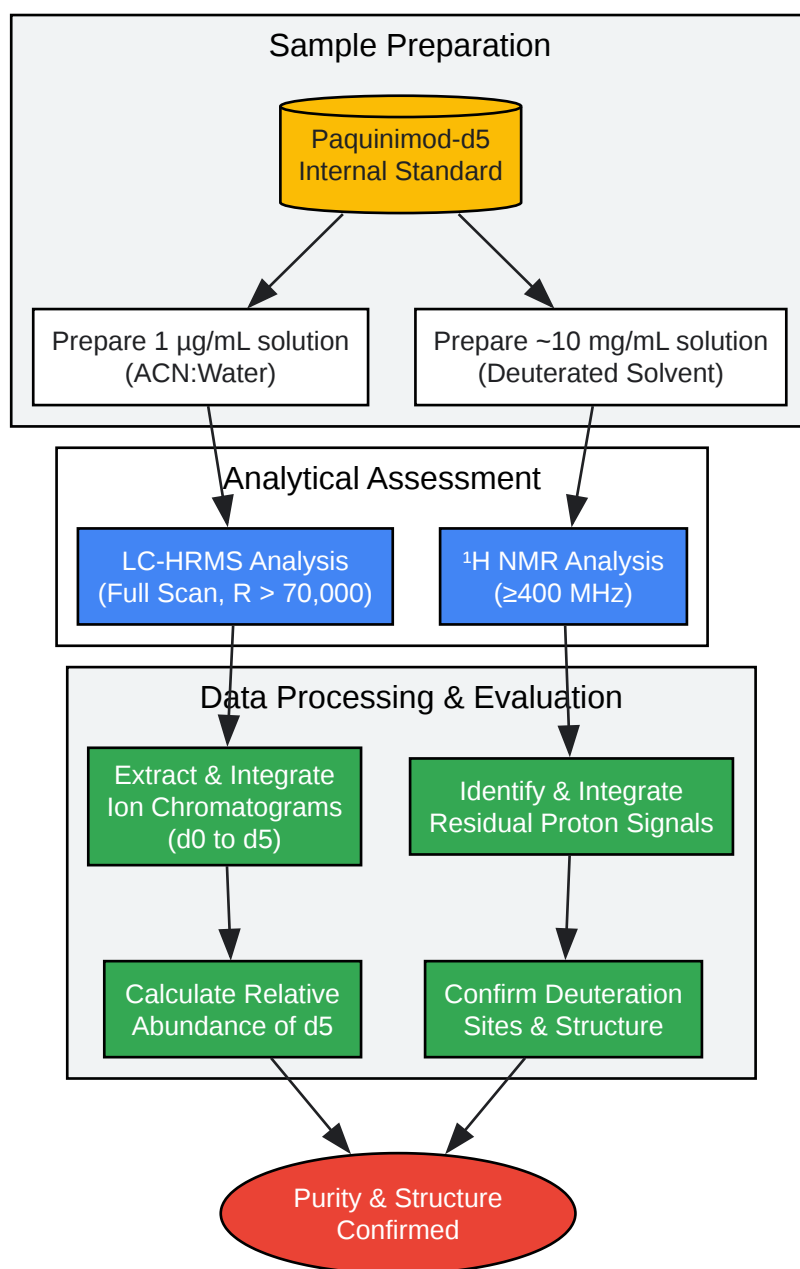 Sample Preparation
Paquinimod-d5
Internal Standard
Prepare 1 µg/mL solution
(ACN:Water)
Prepare ~10 mg/mL solution
(Deuterated Solvent)
Analytical Assessment
LC-HRMS Analysis
(Full Scan, R > 70,000)
¹H NMR Analysis
(≥400 MHz)
Data Processing & Evaluation
Extract & Integrate
Ion Chromatograms
(d0 to d5)
Identify & Integrate
Residual Proton Signals
Calculate Relative
Abundance of d5
Confirm Deuteration
Sites & Structure
Purity & Structure
Confirmed